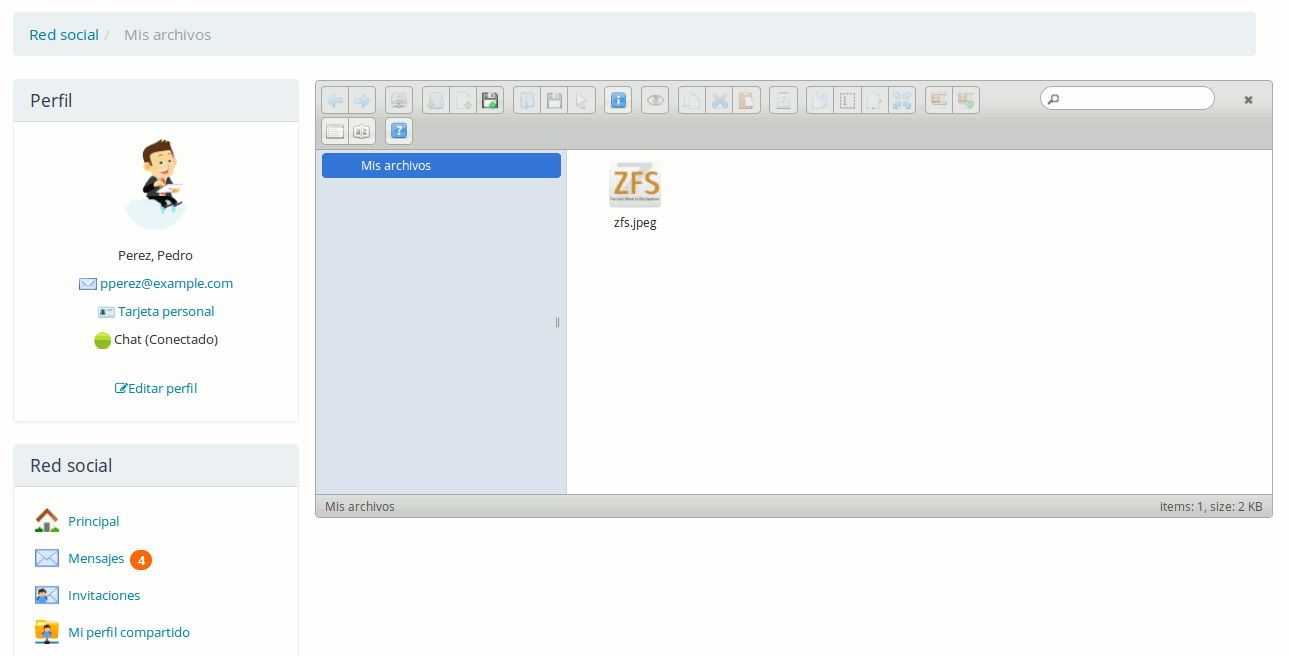 Red social / Mis archivos
Perfil
Perez, Pedro
pperez@example.com
Tarjeta personal
Chat (Conectado)
Editar perfil
Red social
Principal
Mensajes 4
Invitaciones
Mi perfil compartido
Mis archivos
ZFS
zfs.jpeg
Mis archivos
items: 1, size: 2 KB